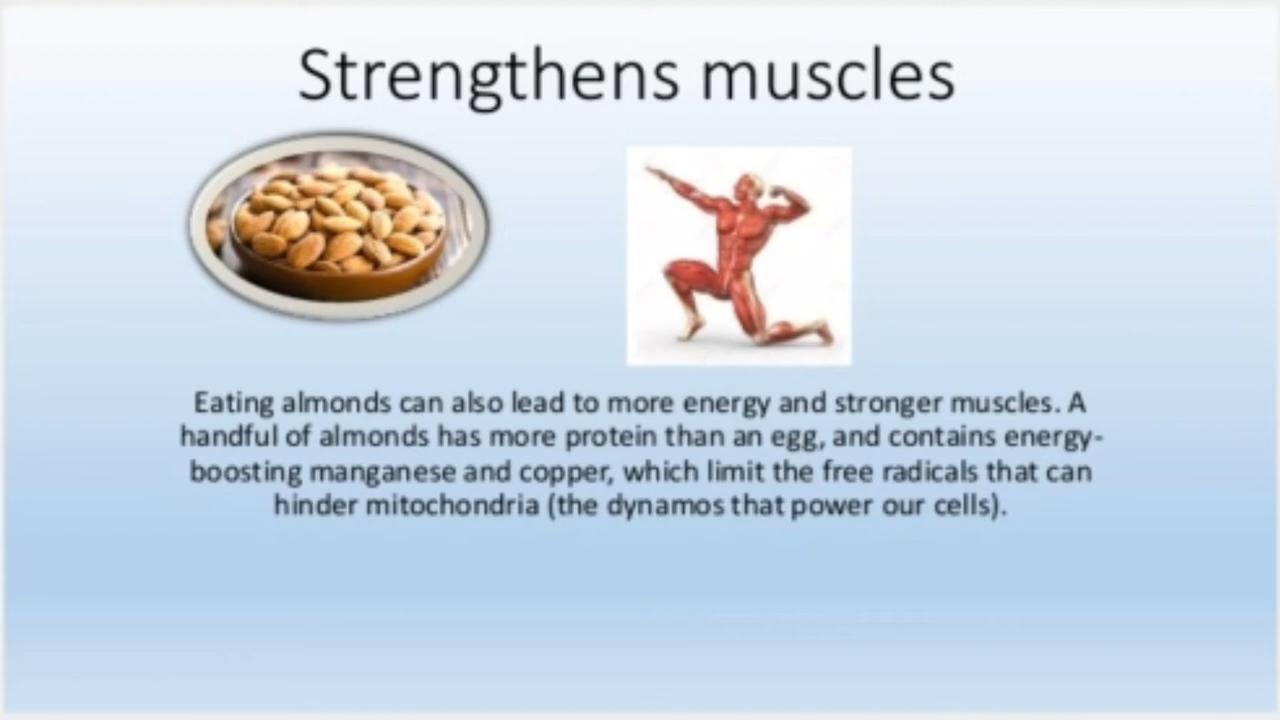 Strengthens muscles
Eating almonds can also lead to more energy and stronger muscles. A
handful of almonds has more protein than an egg, and contains energy-
boosting manganese and copper, which limit the free radicals that can
hinder mitochondria (the dynamos that power our cells).